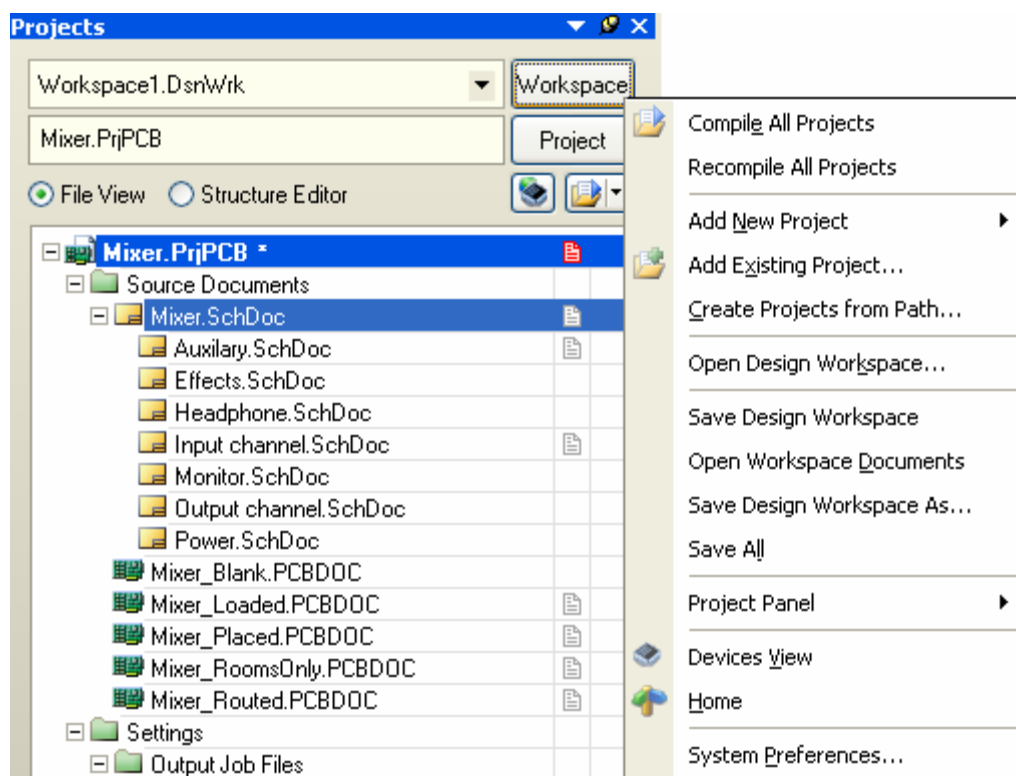 Projects
Workspace1.DsnWrk
Workspace
Mixer.PrjPCB
Project
File View
Structure Editor
Mixer.PrjPCB *
Source Documents
Mixer.SchDoc
Auxilary.SchDoc
Effects.SchDoc
Headphone.SchDoc
Input channel.SchDoc
Monitor.SchDoc
Output channel.SchDoc
Power.SchDoc
Mixer_Blank.PCBDOC
Mixer_Loaded.PCBDOC
Mixer_Placed.PCBDOC
Mixer_RoomsOnly.PCBDOC
Mixer_Routed.PCBDOC
Settings
Output Job Files
Compile All Projects
Recompile All Projects
Add New Project
Add Existing Project...
Create Projects from Path...
Open Design Workspace...
Save Design Workspace
Open Workspace Documents
Save Design Workspace As...
Save All
Project Panel
Devices View
Home
System Preferences...